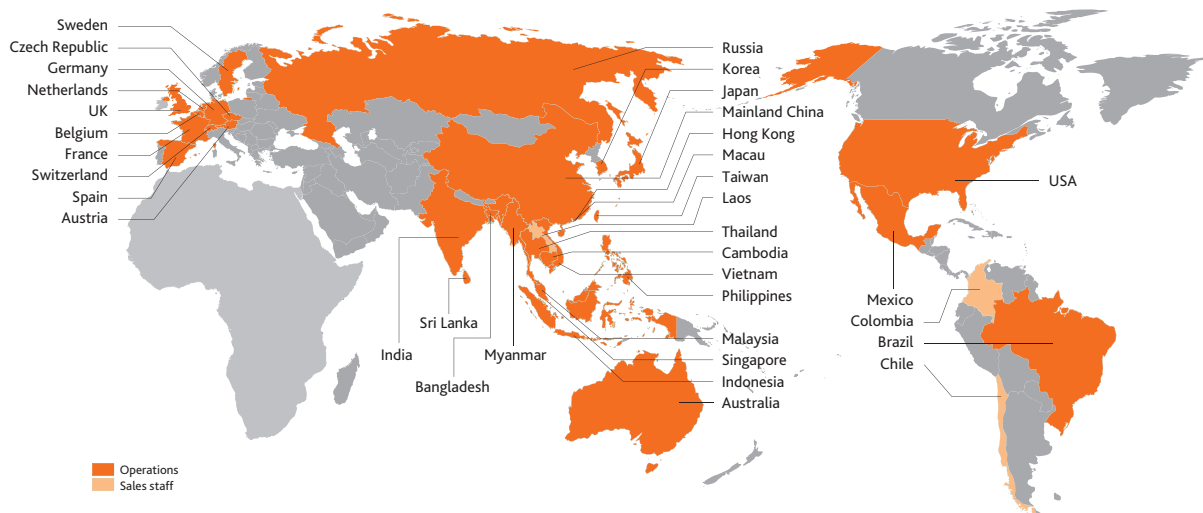 Sweden
Czech Republic
Germany
Netherlands
UK
Belgium
France
Switzerland
Spain
Austria
Russia
Korea
Japan
Mainland China
Hong Kong
Macau
Taiwan
Laos
Thailand
Cambodia
Vietnam
Philippines
Malaysia
Singapore
Indonesia
Australia
Sri Lanka
India
Myanmar
Bangladesh
USA
Mexico
Colombia
Brazil
Chile
Operations
Sales staff